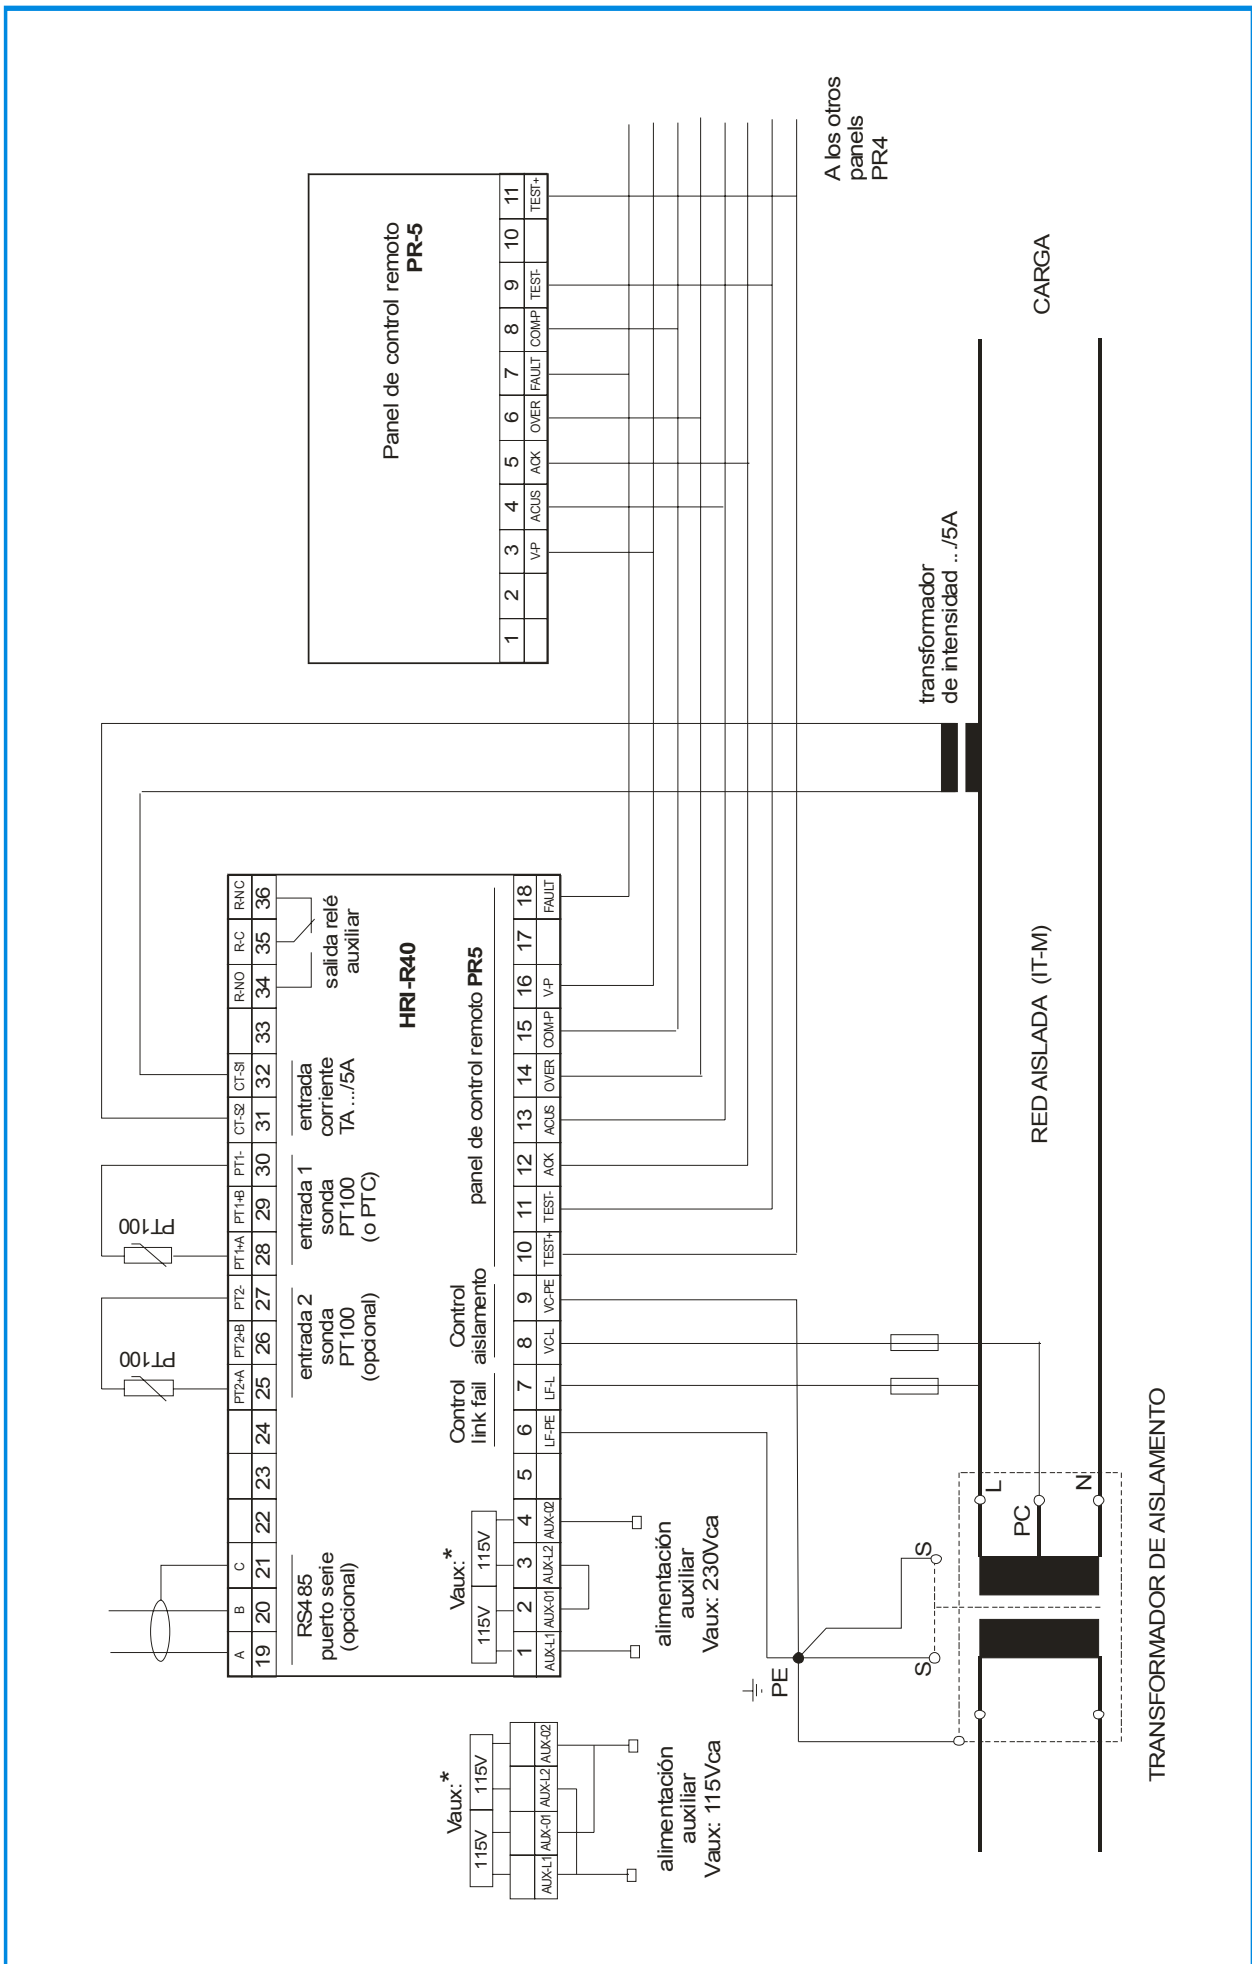 A los otros
panels
PR4
Panel de control remoto
PR-5
1 2 3 4 5 6 7 8 9 10 11
V-P ACUS ACK OVER FAULT COM-P TEST- TEST+
CARGA
transformador
de intensidad .../5A
RED AISLADA (IT-M)
PT100
PT100
A B C PT2+A PT2+B PT2- PT1+A PT1+B PT1- CT-S2 CT-S1 R-NO R-C R-NC
19 20 21 22 23 24 25 26 27 28 29 30 31 32 33 34 35 36
RS485
puerto serie
(opcional)
entrada 2
sonda
PT100
(opcional)
entrada 1
sonda
PT100
(o PTC)
entrada
corriente
TA .../5A
salida relé
auxiliar
HRI-R40
Vaux:*
115V 115V
Control
link fail
Control
aislamento
panel de control remoto PR5
1 2 3 4 5 6 7 8 9 10 11 12 13 14 15 16 17 18
AUX-L1 AUX-01 AUX-L2 AUX-02 LF-PE LF-L VC-L VC-PE TEST+ TEST- ACK ACUS OVER COM-P V-P FAULT
alimentación
auxiliar
Vaux: 230Vca
Vaux:*
115V 115V
AUX-L1 AUX-01 AUX-L2 AUX-02
alimentación
auxiliar
Vaux: 115Vca
PE
S S
L
PC
N
TRANSFORMADOR DE AISLAMENTO